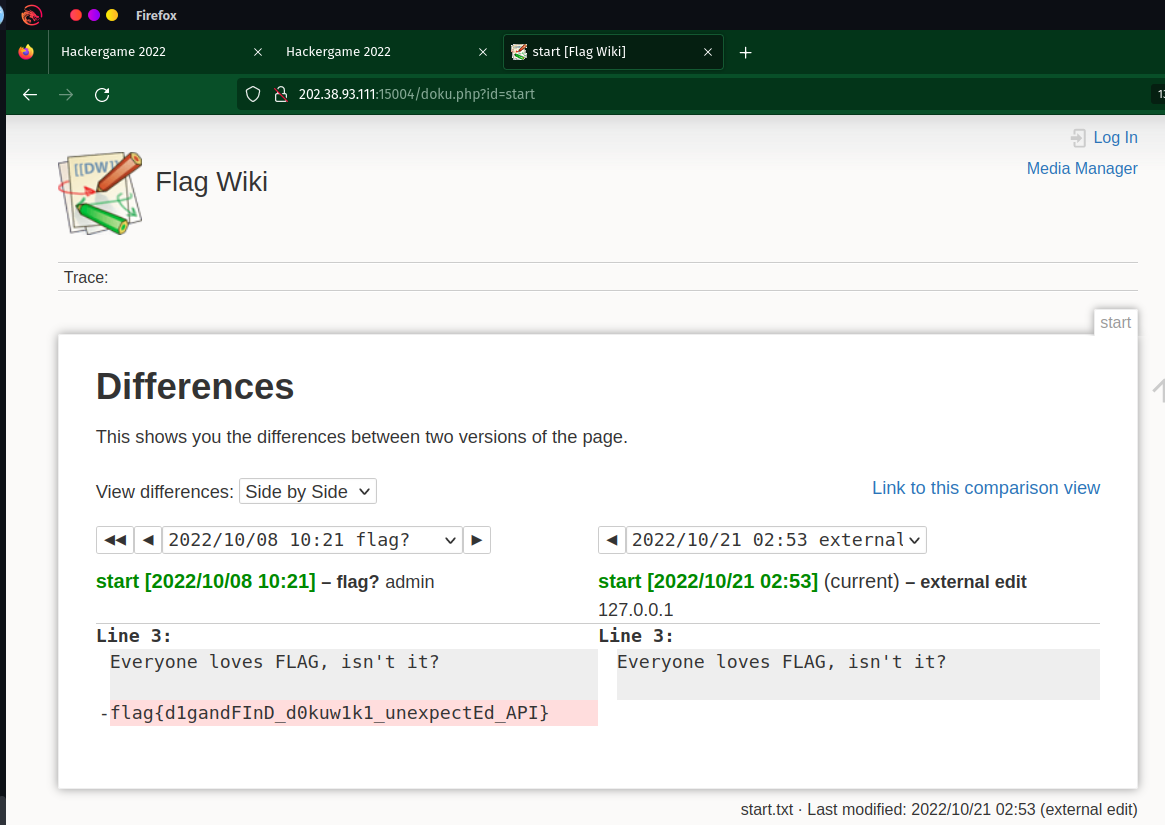 Firefox
Hackergame 2022 × Hackergame 2022 × start [Flag Wiki] × +
202.38.93.111:15004/doku.php?id=start
Log In
[[DW]] Flag Wiki
Media Manager
Trace:
start
Differences
This shows you the differences between two versions of the page.
View differences: Side by Side
Link to this comparison view
2022/10/08 10:21 flag? 2022/10/21 02:53 external
start [2022/10/08 10:21] – flag? admin
start [2022/10/21 02:53] (current) – external edit
127.0.0.1
Line 3: Line 3:
Everyone loves FLAG, isn't it? Everyone loves FLAG, isn't it?
-flag{d1gandFInD_d0kuw1k1_unexpectEd_API}
start.txt · Last modified: 2022/10/21 02:53 (external edit)